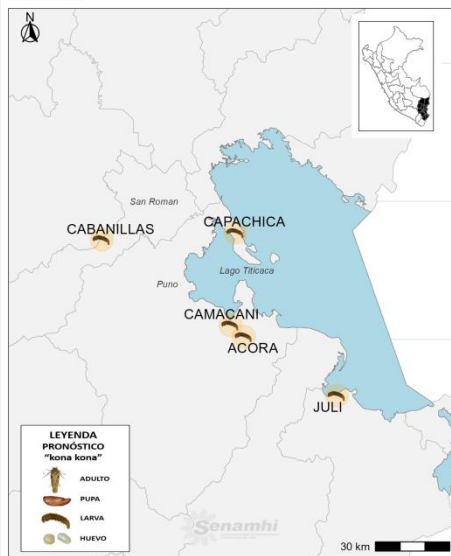 N
San Roman
CABANILLAS
CAPACHICA
Lago Titicaca
Puno
CAMACANI
ACORA
JULI
LEYENDA
PRONÓSTICO
"kona kona"
ADULTO
PUPA
LARVA
HUEVO
Senamhi
30 km